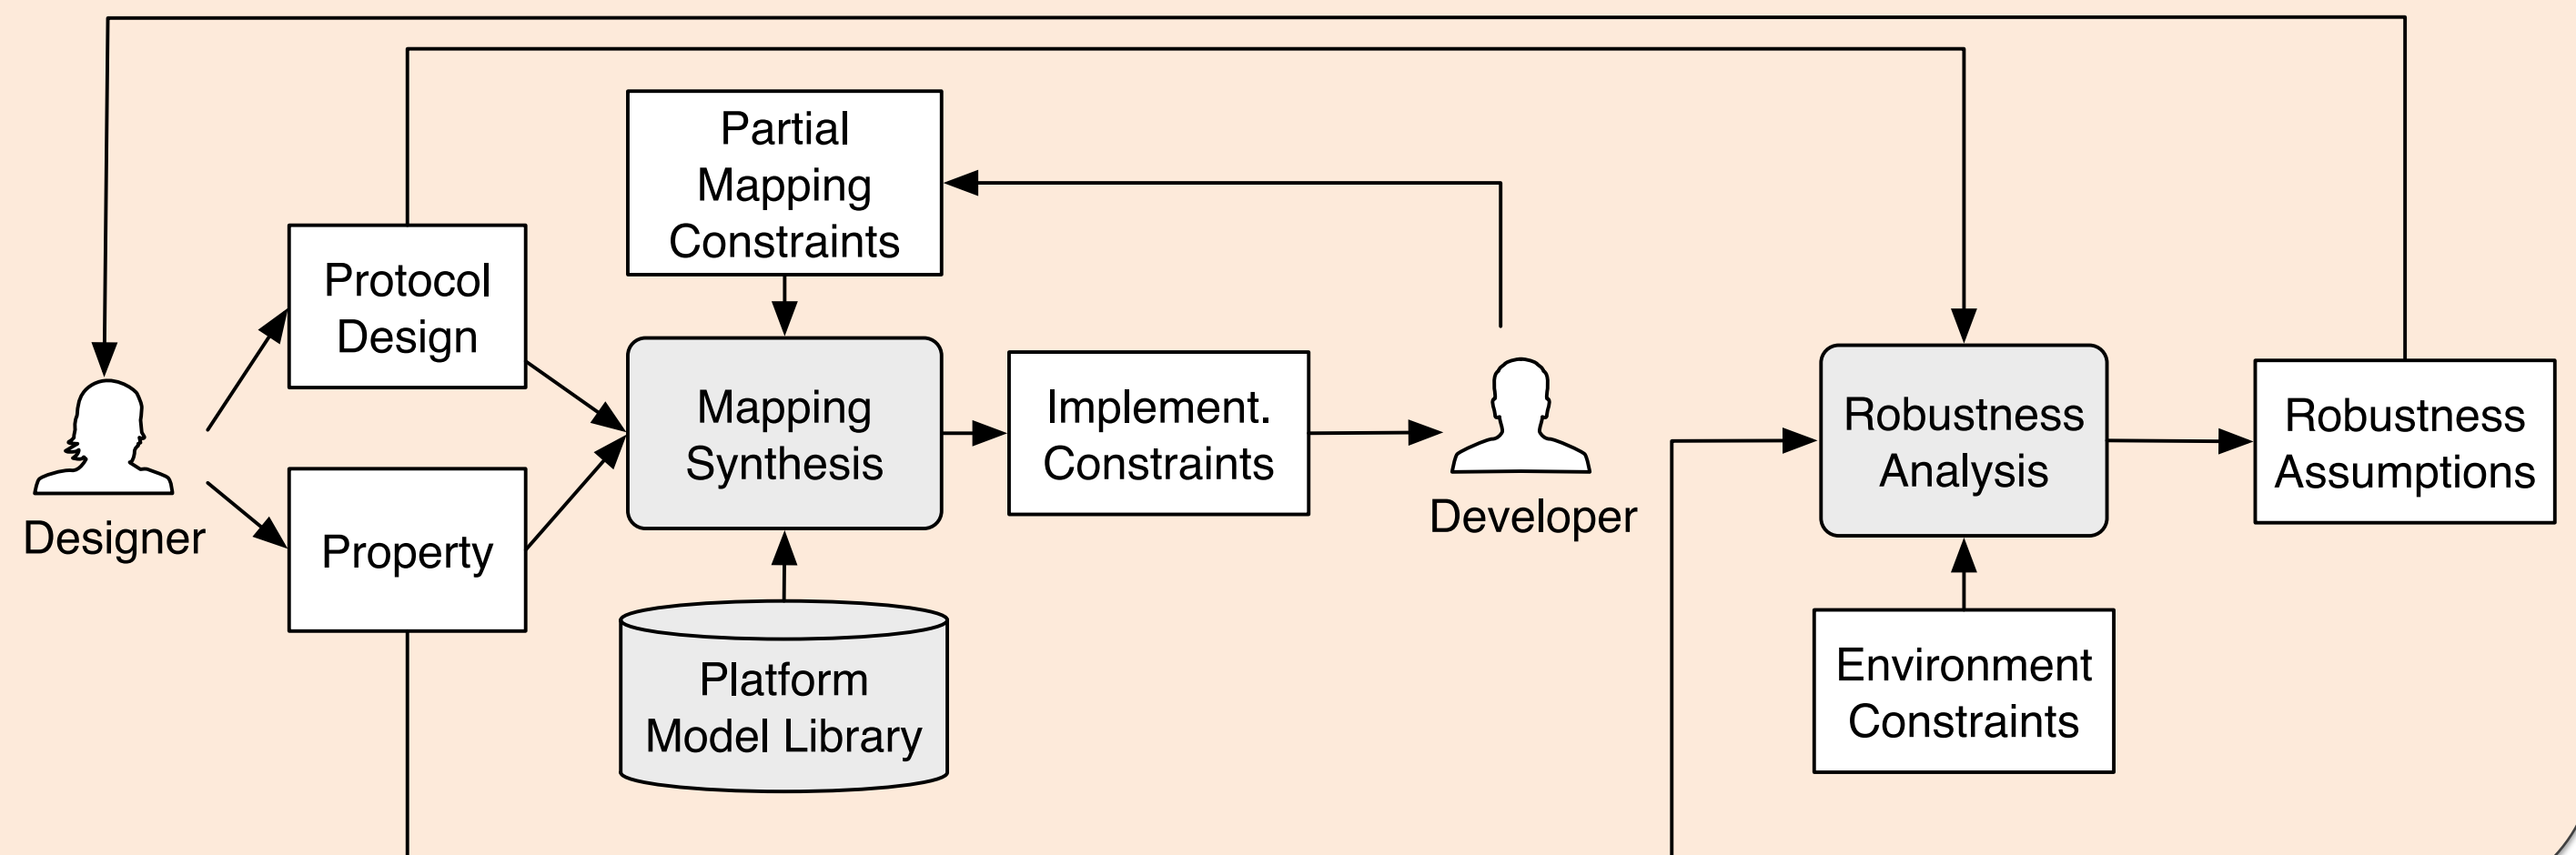 Partial
Mapping
Constraints
Protocol
Design
Designer
Property
Mapping
Synthesis
Implement.
Constraints
Developer
Platform
Model Library
Robustness
Analysis
Robustness
Assumptions
Environment
Constraints